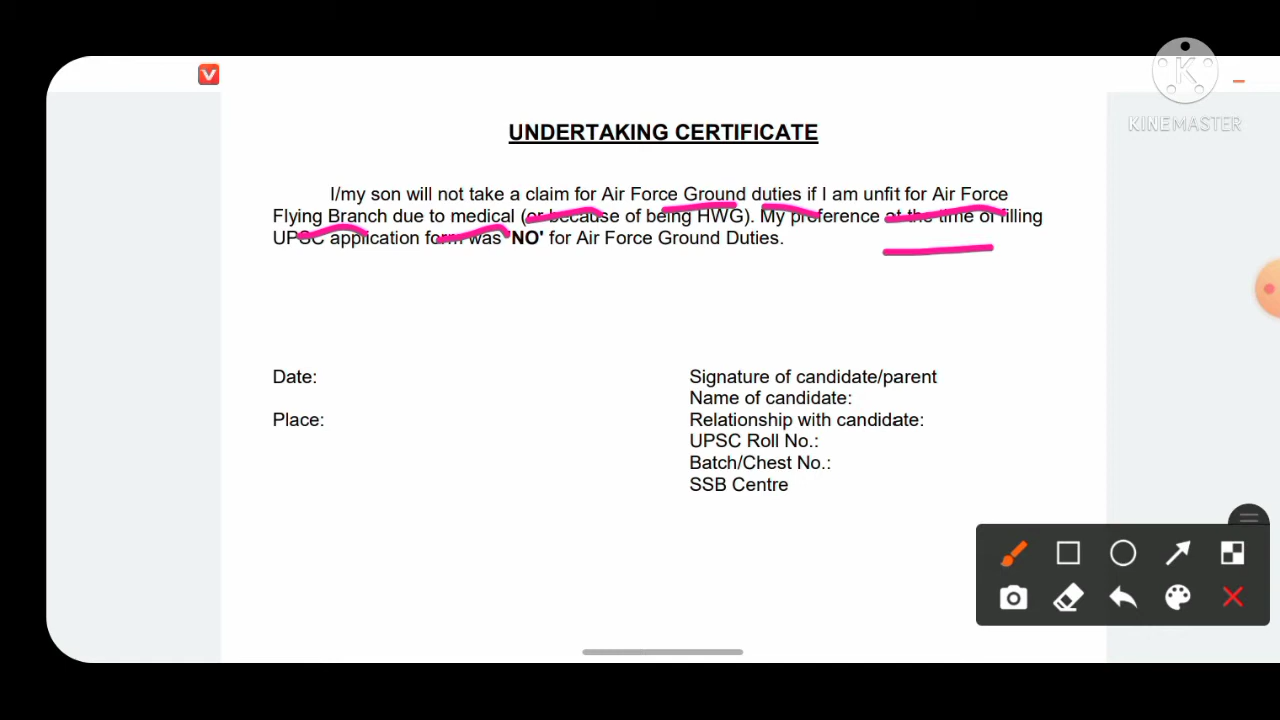 KINEMASTER
UNDERTAKING CERTIFICATE
I/my son will not take a claim for Air Force Ground duties if I am unfit for Air Force
Flying Branch due to medical (or because of being HWG). My preference at the time of filling
UPSC application form was 'NO' for Air Force Ground Duties.
Date:
Place:
Signature of candidate/parent
Name of candidate:
Relationship with candidate:
UPSC Roll No.:
Batch/Chest No.:
SSB Centre